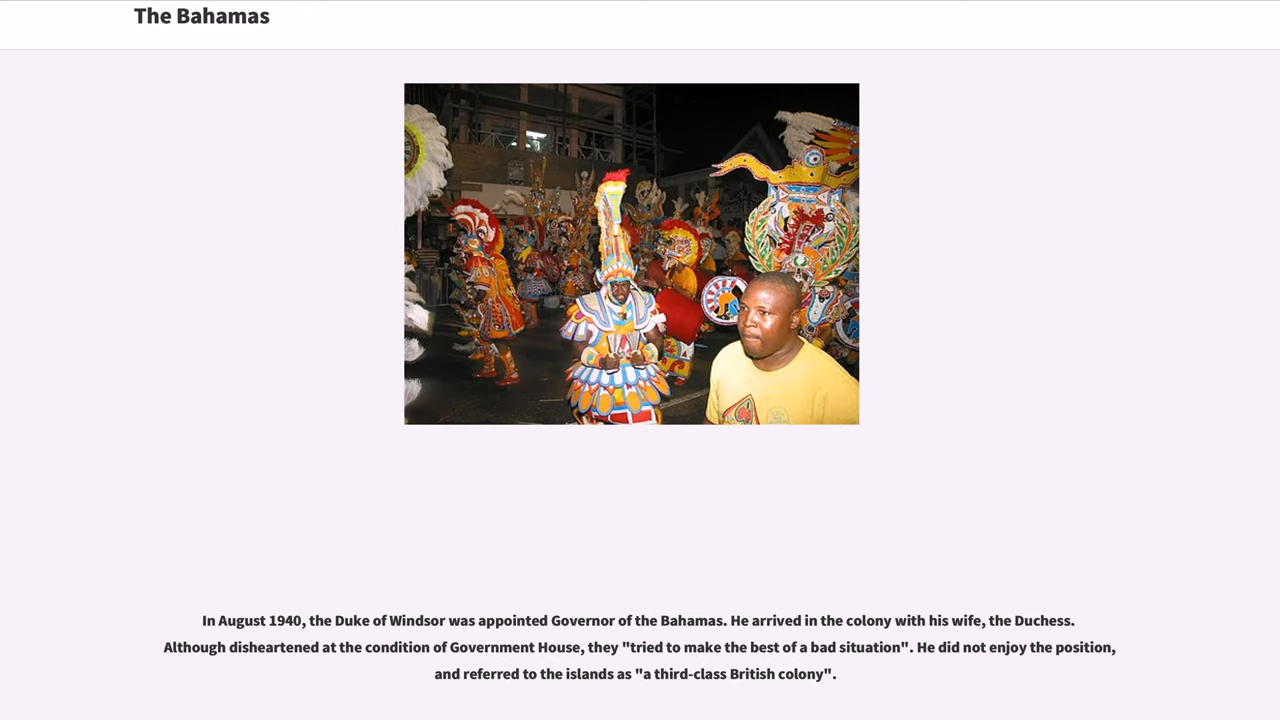 The Bahamas
In August 1940, the Duke of Windsor was appointed Governor of the Bahamas. He arrived in the colony with his wife, the Duchess.
Although disheartened at the condition of Government House, they "tried to make the best of a bad situation". He did not enjoy the position,
and referred to the islands as "a third-class British colony".